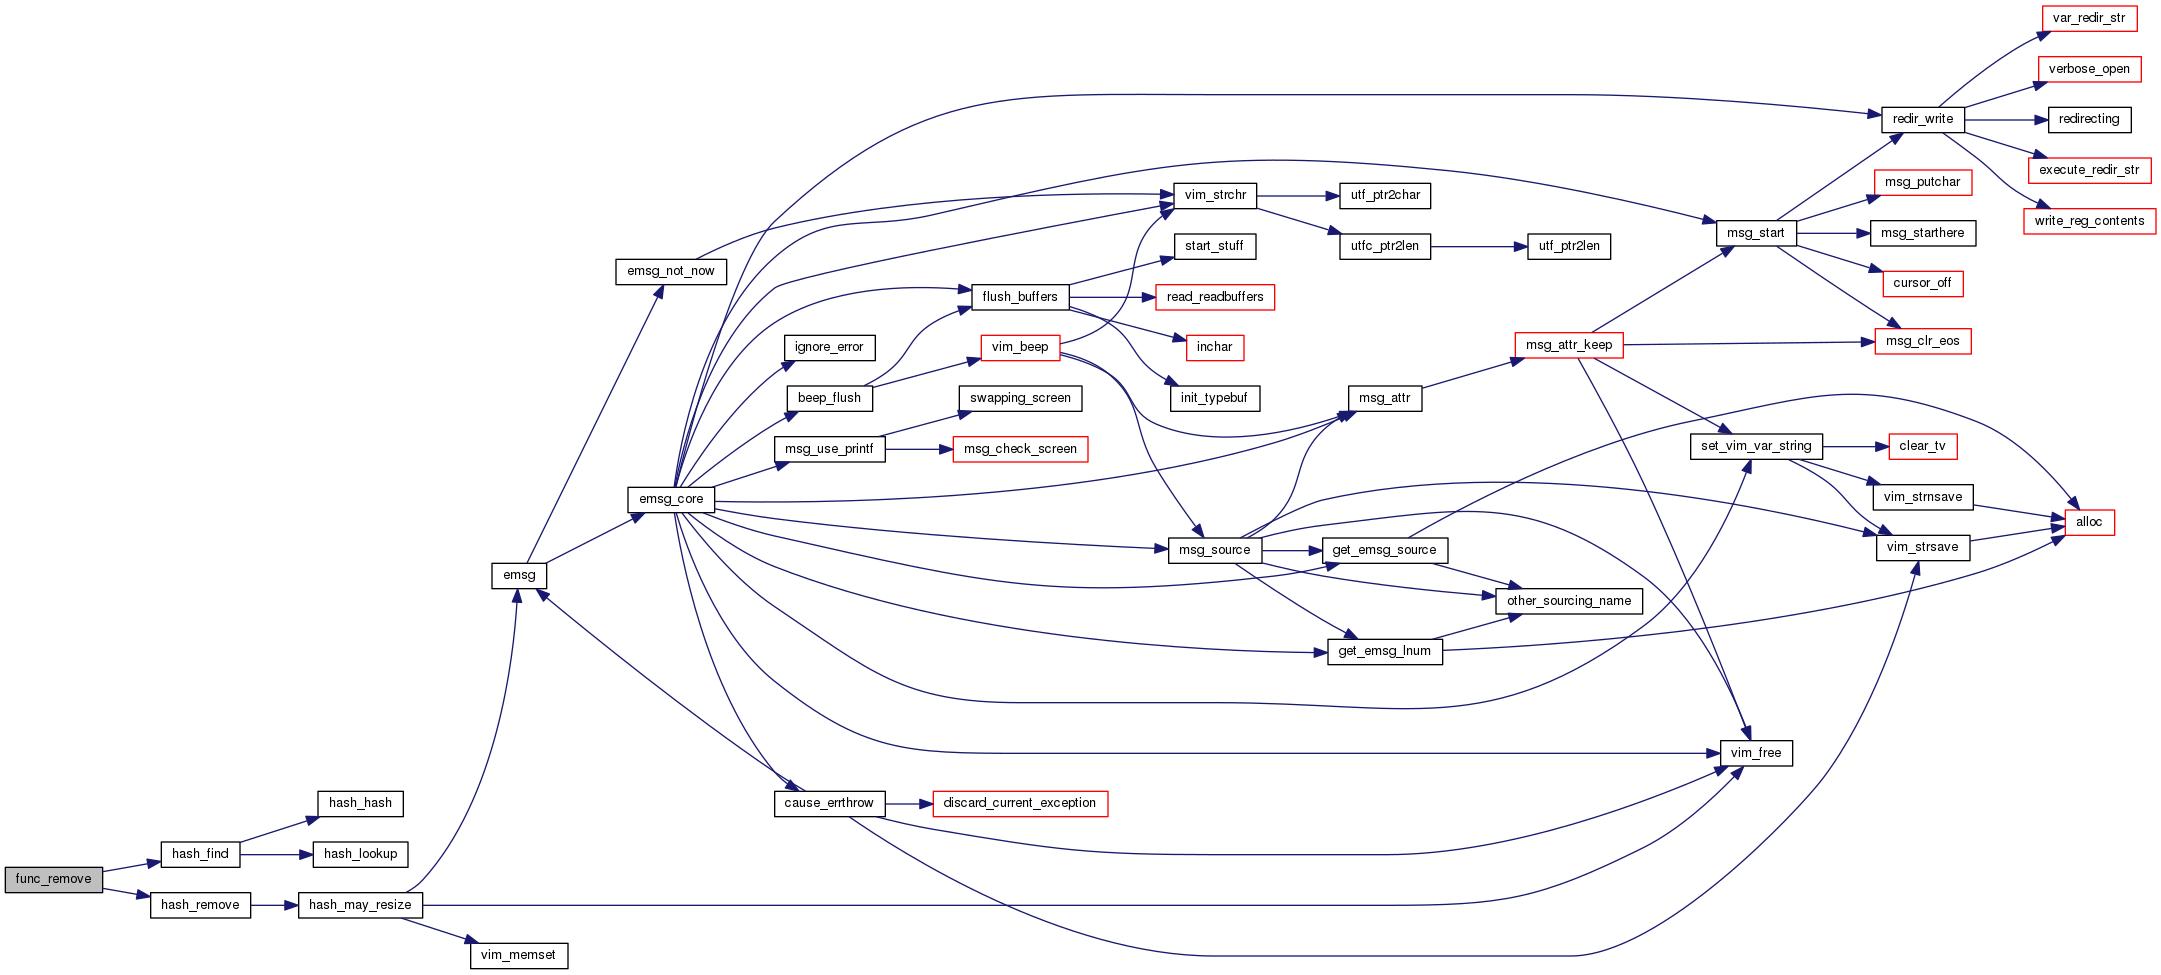 var_redir_str
verbose_open
redir_write
redirecting
execute_redir_str
msg_putchar
vim_strchr
utf_ptr2char
write_reg_contents
msg_start
msg_starthere
start_stuff
utfc_ptr2len
utf_ptr2len
emsg_not_now
cursor_off
flush_buffers
read_readbuffers
msg_clr_eos
ignore_error
vim_beep
inchar
msg_attr_keep
beep_flush
swapping_screen
init_typebuf
msg_attr
msg_use_printf
msg_check_screen
set_vim_var_string
clear_tv
emsg_core
vim_strnsave
alloc
msg_source
get_emsg_source
vim_strsave
emsg
other_sourcing_name
get_emsg_lnum
vim_free
hash_hash
cause_errthrow
discard_current_exception
hash_find
hash_lookup
func_remove
hash_remove
hash_may_resize
vim_memset